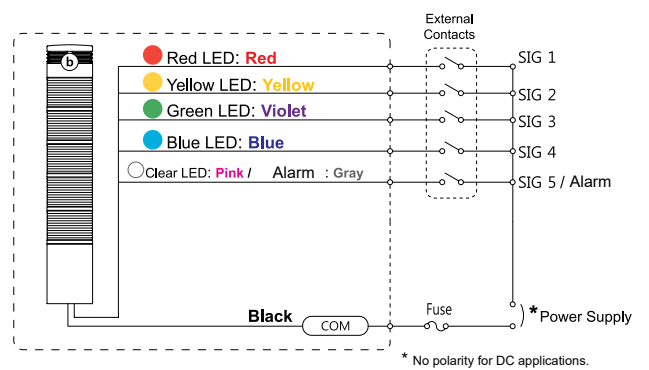 External
Contacts
b
Red LED: Red
SIG 1
Yellow LED: Yellow
SIG 2
Green LED: Violet
SIG 3
Blue LED: Blue
SIG 4
Clear LED: Pink / Alarm : Gray
SIG 5 / Alarm
Black
COM
Fuse
* Power Supply
* No polarity for DC applications.